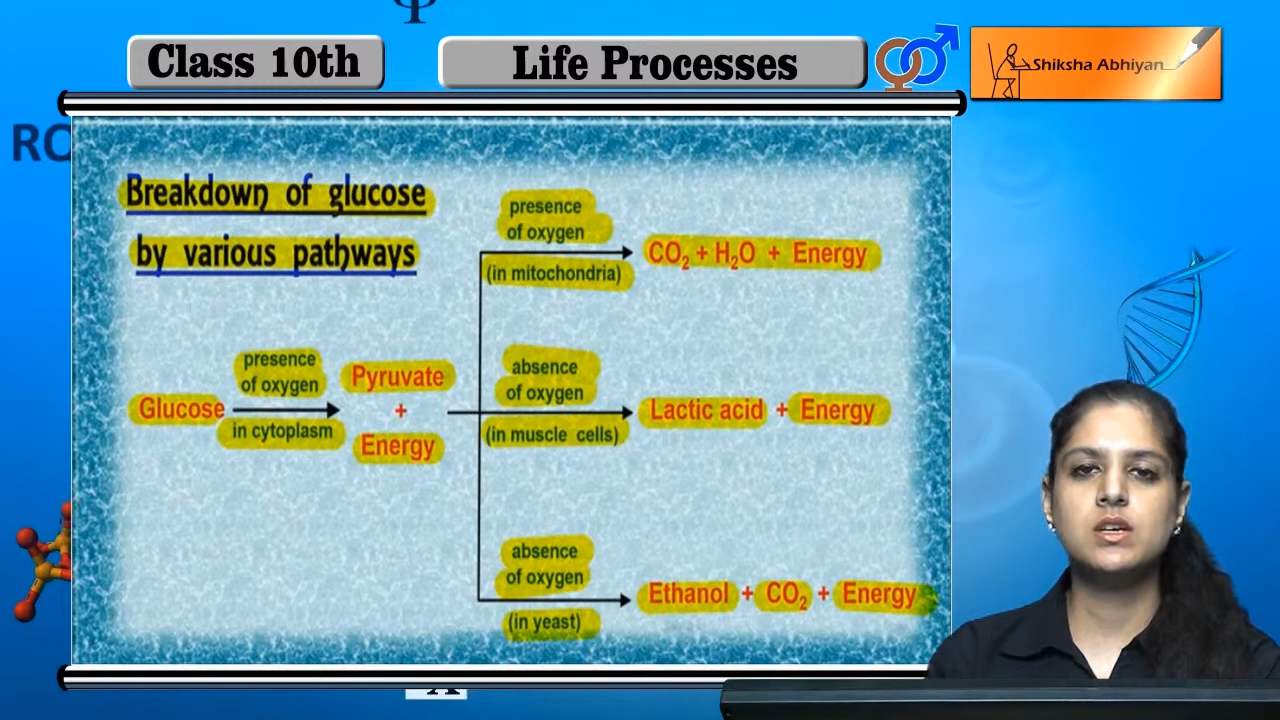 Class 10th
Life Processes
Shiksha Abhiyan
Breakdown of glucose
by various pathways
presence
of oxygen
(in mitochondria)
CO₂ + H₂O + Energy
Glucose
presence
of oxygen
in cytoplasm
Pyruvate
+
Energy
absence
of oxygen
(in muscle cells)
Lactic acid + Energy
absence
of oxygen
(in yeast)
Ethanol + CO₂ + Energy